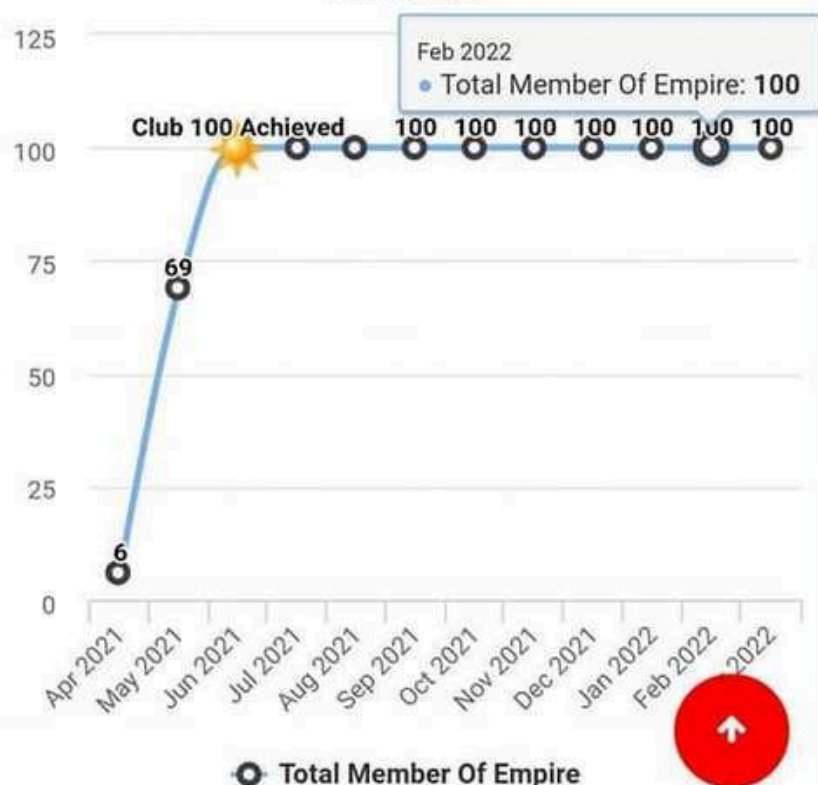 125
Feb 2022
Total Member Of Empire: 100
Club 100 Achieved 100 100 100 100 100 100 100
100
75
69
50
25
6
0
Apr 2021 May 2021 Jun 2021 Jul 2021 Aug 2021 Sep 2021 Oct 2021 Nov 2021 Dec 2021 Jan 2022 Feb 2022 2022
Total Member Of Empire